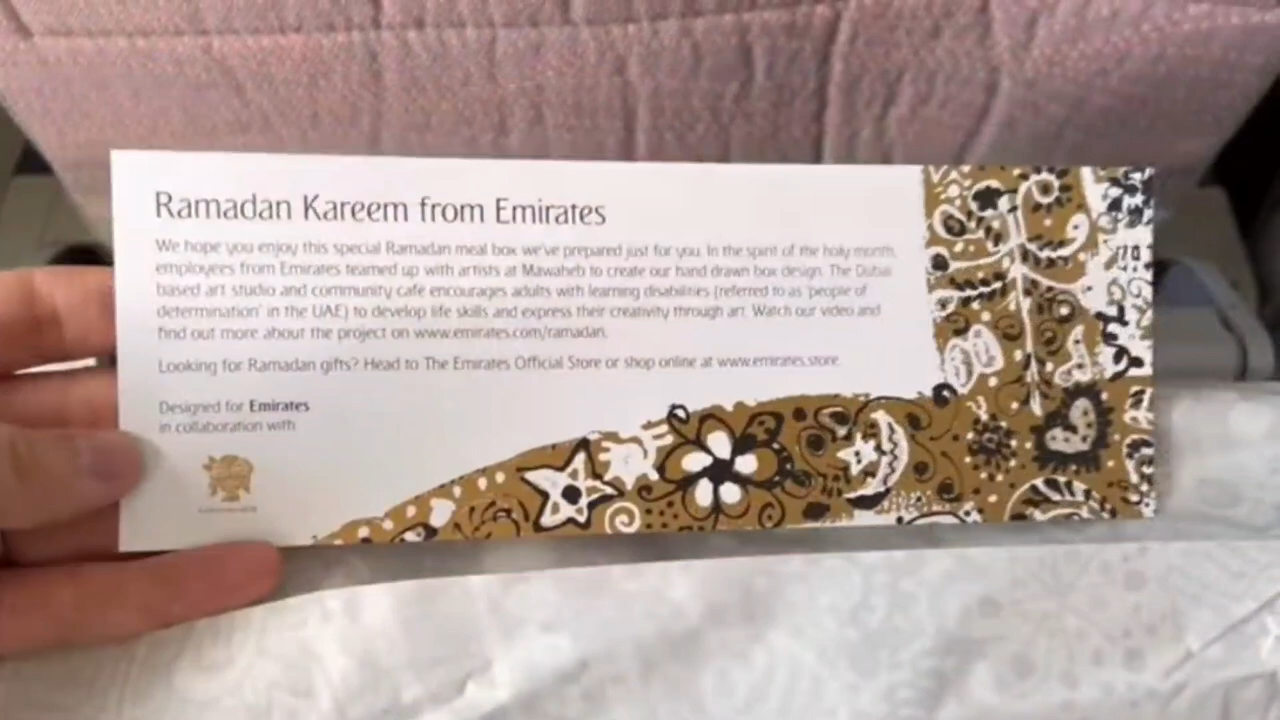 Ramadan Kareem from Emirates
We hope you enjoy this special Ramadan meal box we've prepared just for you. In the spirit of the holy month,
employees from Emirates teamed up with artists at Mawaheb to create our hand drawn box design. The Dubai
based art studio and community café encourages adults with learning disabilities (referred to as 'people of
determination' in the UAE) to develop life skills and express their creativity through art. Watch our video and
find out more about the project on www.emirates.com/ramadan.
Looking for Ramadan gifts? Head to The Emirates Official Store or shop online at www.emirates.store.
Designed for Emirates
in collaboration with